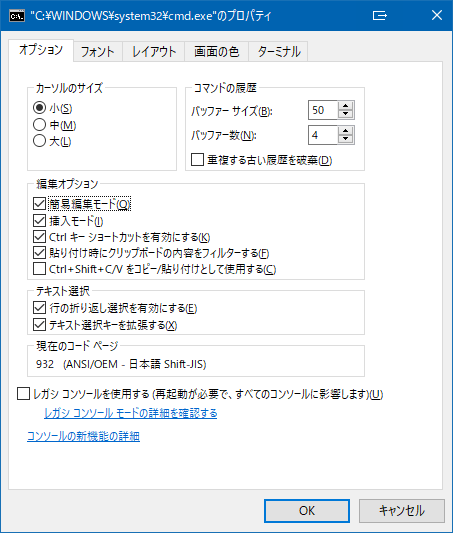 "C:¥WINDOWS¥system32¥cmd.exe"のプロパティ
オプション フォント レイアウト 画面の色 ターミナル
カーソルのサイズ
小(S)
中(M)
大(L)
コマンドの履歴
バッファー サイズ(B): 50
バッファー数(N): 4
重複する古い履歴を破棄(D)
編集オプション
簡易編集モード(Q)
挿入モード(I)
Ctrl キー ショートカットを有効にする(K)
貼り付け時にクリップボードの内容をフィルターする(F)
Ctrl+Shift+C/V をコピー/貼り付けとして使用する(C)
テキスト選択
行の折り返し選択を有効にする(E)
テキスト選択キーを拡張する(X)
現在のコード ページ
932 (ANSI/OEM - 日本語 Shift-JIS)
レガシ コンソールを使用する (再起動が必要で、すべてのコンソールに影響します)(U)
レガシ コンソール モードの詳細を確認する
コンソールの新機能の詳細
OK キャンセル